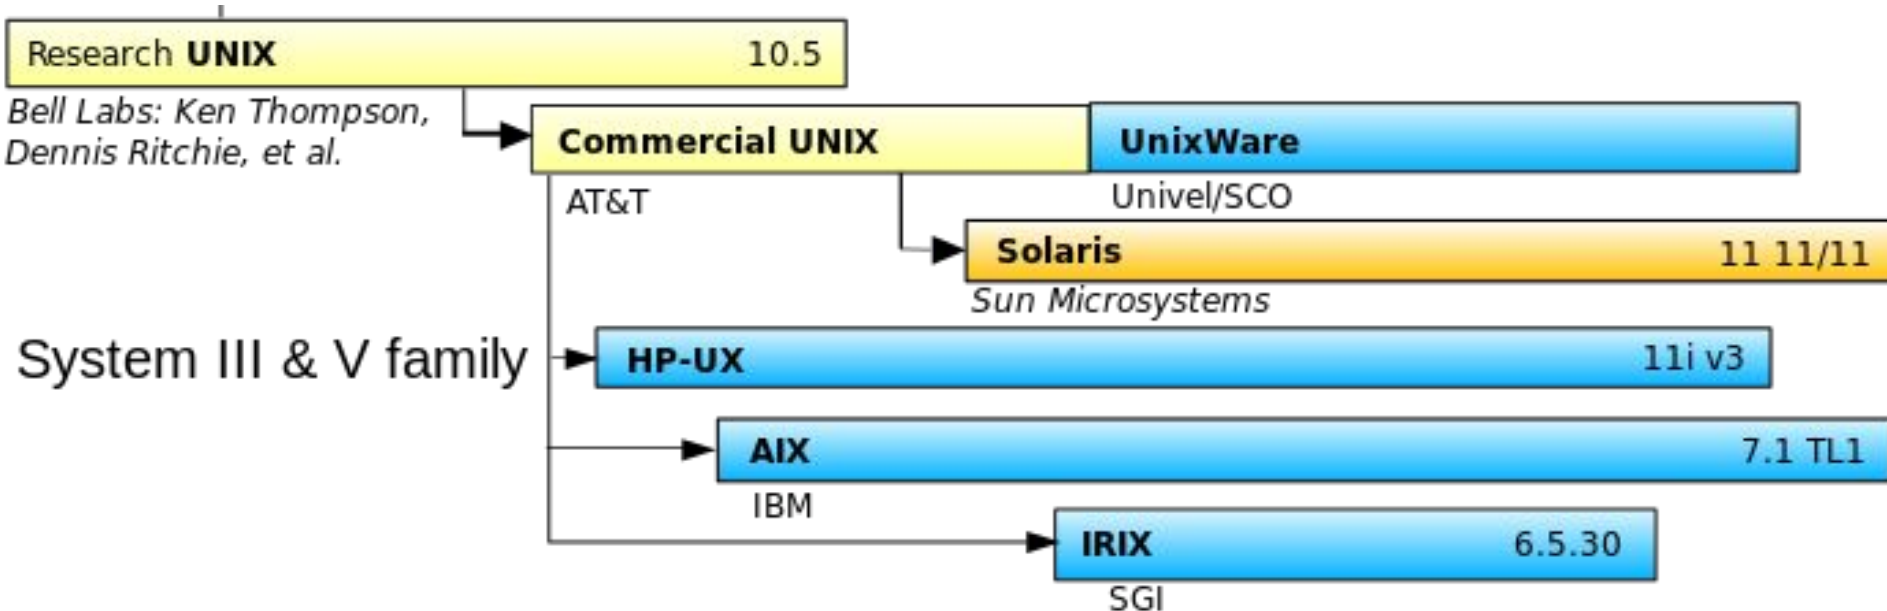 Research UNIX 10.5
Bell Labs: Ken Thompson,
Dennis Ritchie, et al.
Commercial UNIX
UnixWare
AT&T
Univel/SCO
Solaris 11 11/11
Sun Microsystems
System III & V family
HP-UX 11i v3
AIX 7.1 TL1
IBM
IRIX 6.5.30
SGI